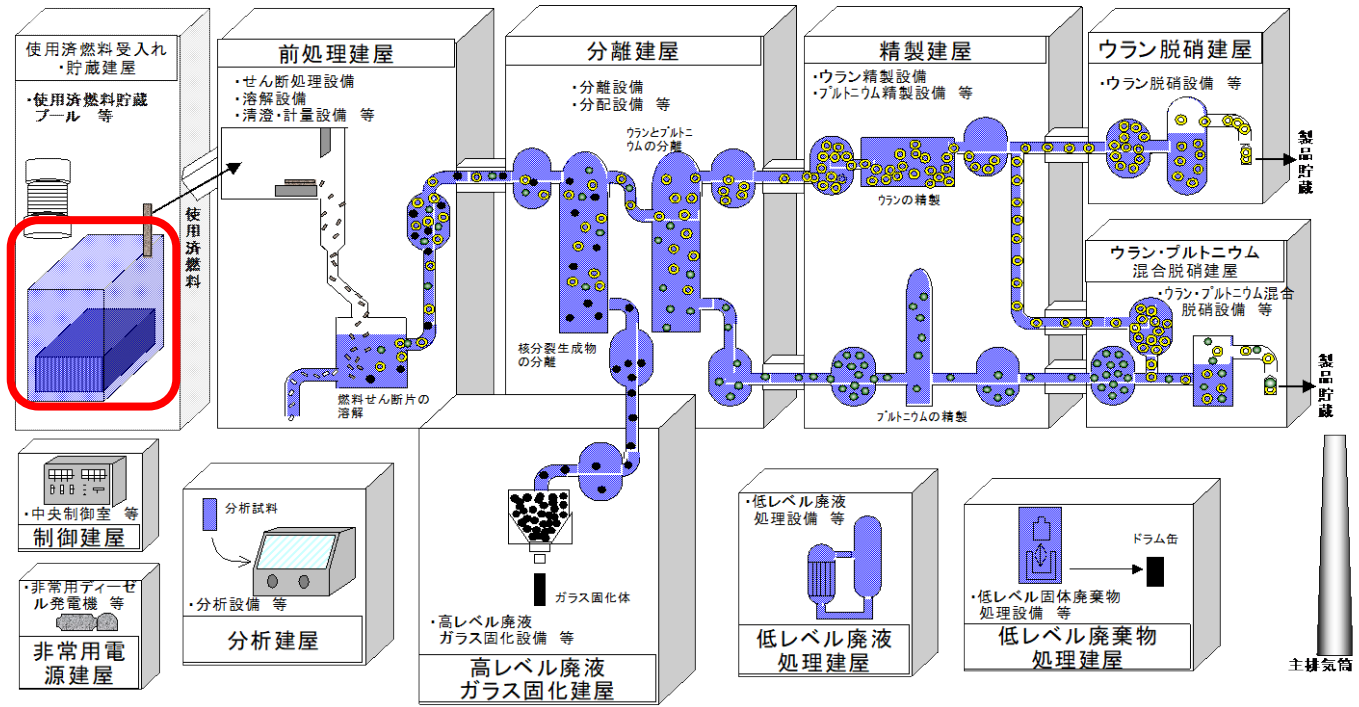 使用済燃料受入れ
・貯蔵建屋
・使用済燃料貯蔵
プール 等
使用済燃料
前処理建屋
・せん断処理設備
・溶解設備
・清澄・計量設備 等
燃料せん断片の
溶解
分離建屋
・分離設備
・分配設備 等
ウランとプルトニ
ウムの分離
核分裂生成物
の分離
精製建屋
・ウラン精製設備
・プルトニウム精製設備 等
ウランの精製
プルトニウムの精製
ウラン脱硝建屋
・ウラン脱硝設備 等
製品貯蔵
ウラン・プルトニウム
混合脱硝建屋
・ウラン・プルトニウム混合
脱硝設備 等
製品貯蔵
・中央制御室 等
制御建屋
・非常用ディーゼ
ル発電機 等
非常用電
源建屋
分析試料
・分析設備 等
分析建屋
ガラス固化体
・高レベル廃液
ガラス固化設備 等
高レベル廃液
ガラス固化建屋
・低レベル廃液
処理設備 等
低レベル廃液
処理建屋
ドラム缶
・低レベル固体廃棄物
処理設備 等
低レベル廃棄物
処理建屋
主排気筒